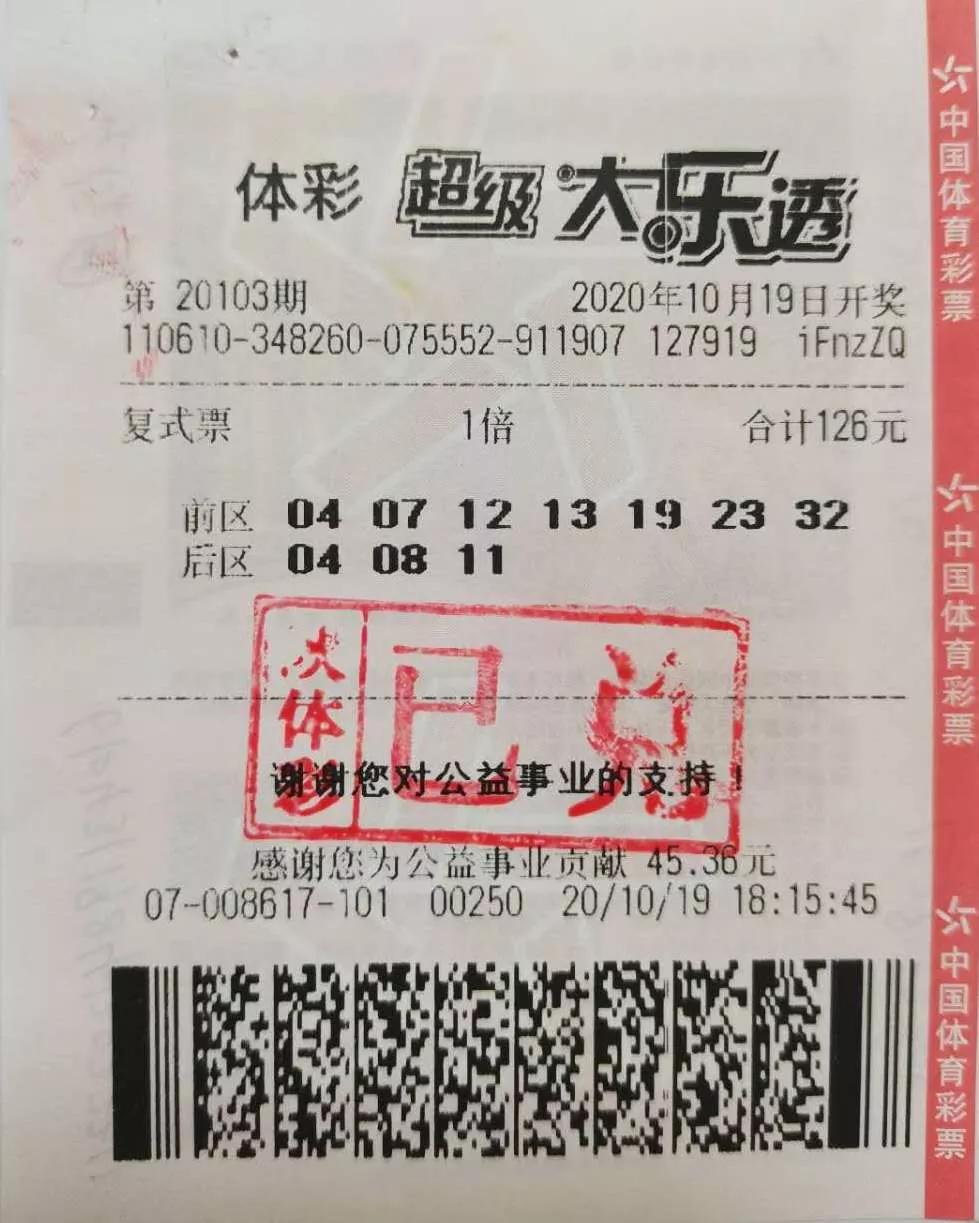 体彩 超级大乐透
第 20103期 2020年10月19日开奖
110610-348260-075552-911907 127919 iFnzZQ
复式票 1倍 合计126元
前区 04 07 12 13 19 23 32
后区 04 08 11
体彩
已兑
谢谢您对公益事业的支持！
感谢您为公益事业贡献 45.36元
07-008617-101 00250 20/10/19 18:15:45
中国体育彩票
中国体育彩票
中国体育彩票